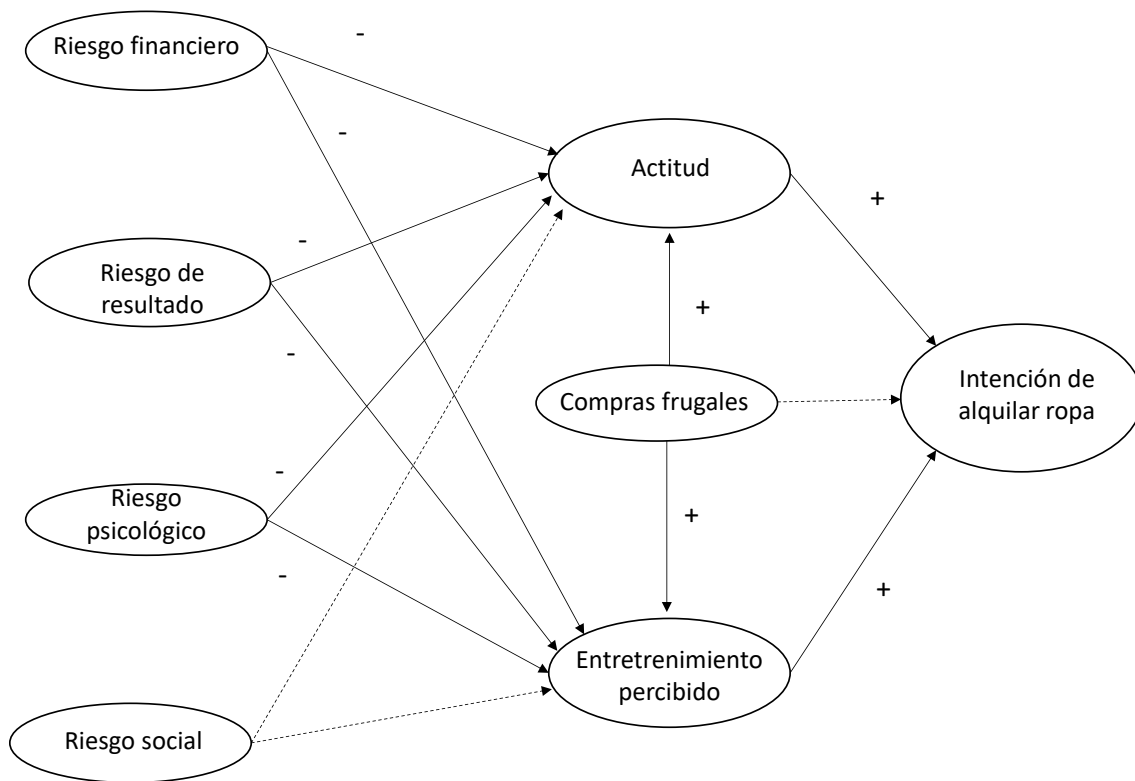 Riesgo financiero
-
-
Actitud
+
Riesgo de
resultado
-
+
-
Compras frugales
Intención de
alquilar ropa
-
Riesgo
psicológico
+
-
+
Entretrenimiento
percibido
Riesgo social